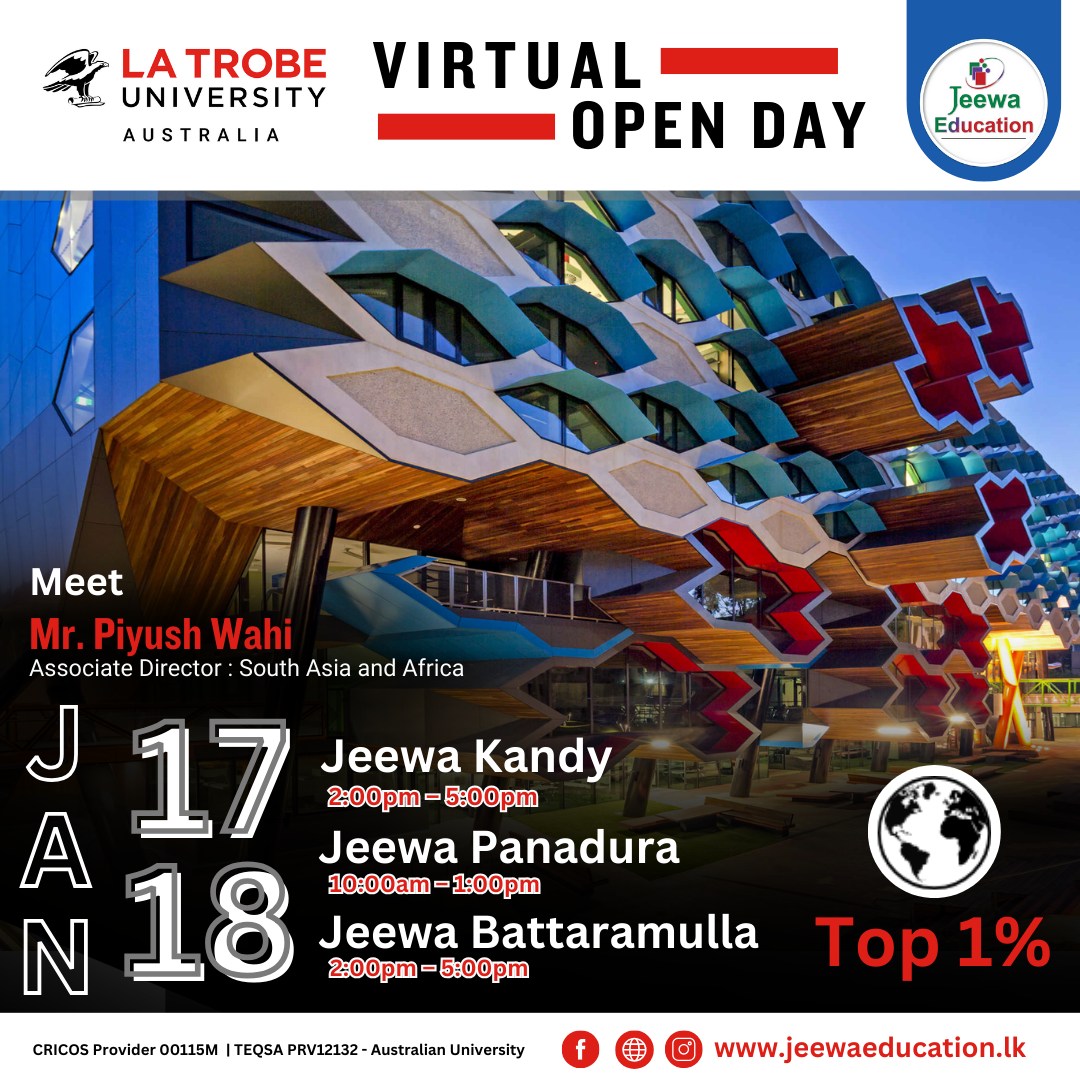 LA TROBE
UNIVERSITY
AUSTRALIA
VIRTUAL
OPEN DAY
Jeewa
Education
Meet
Mr. Piyush Wahi
Associate Director : South Asia and Africa
JAN
17
18
Jeewa Kandy
2:00pm – 5:00pm
Jeewa Panadura
10:00am – 1:00pm
Jeewa Battaramulla
2:00pm – 5:00pm
Top 1%
CRICOS Provider 00115M | TEQSA PRV12132 - Australian University
www.jeewaeducation.lk